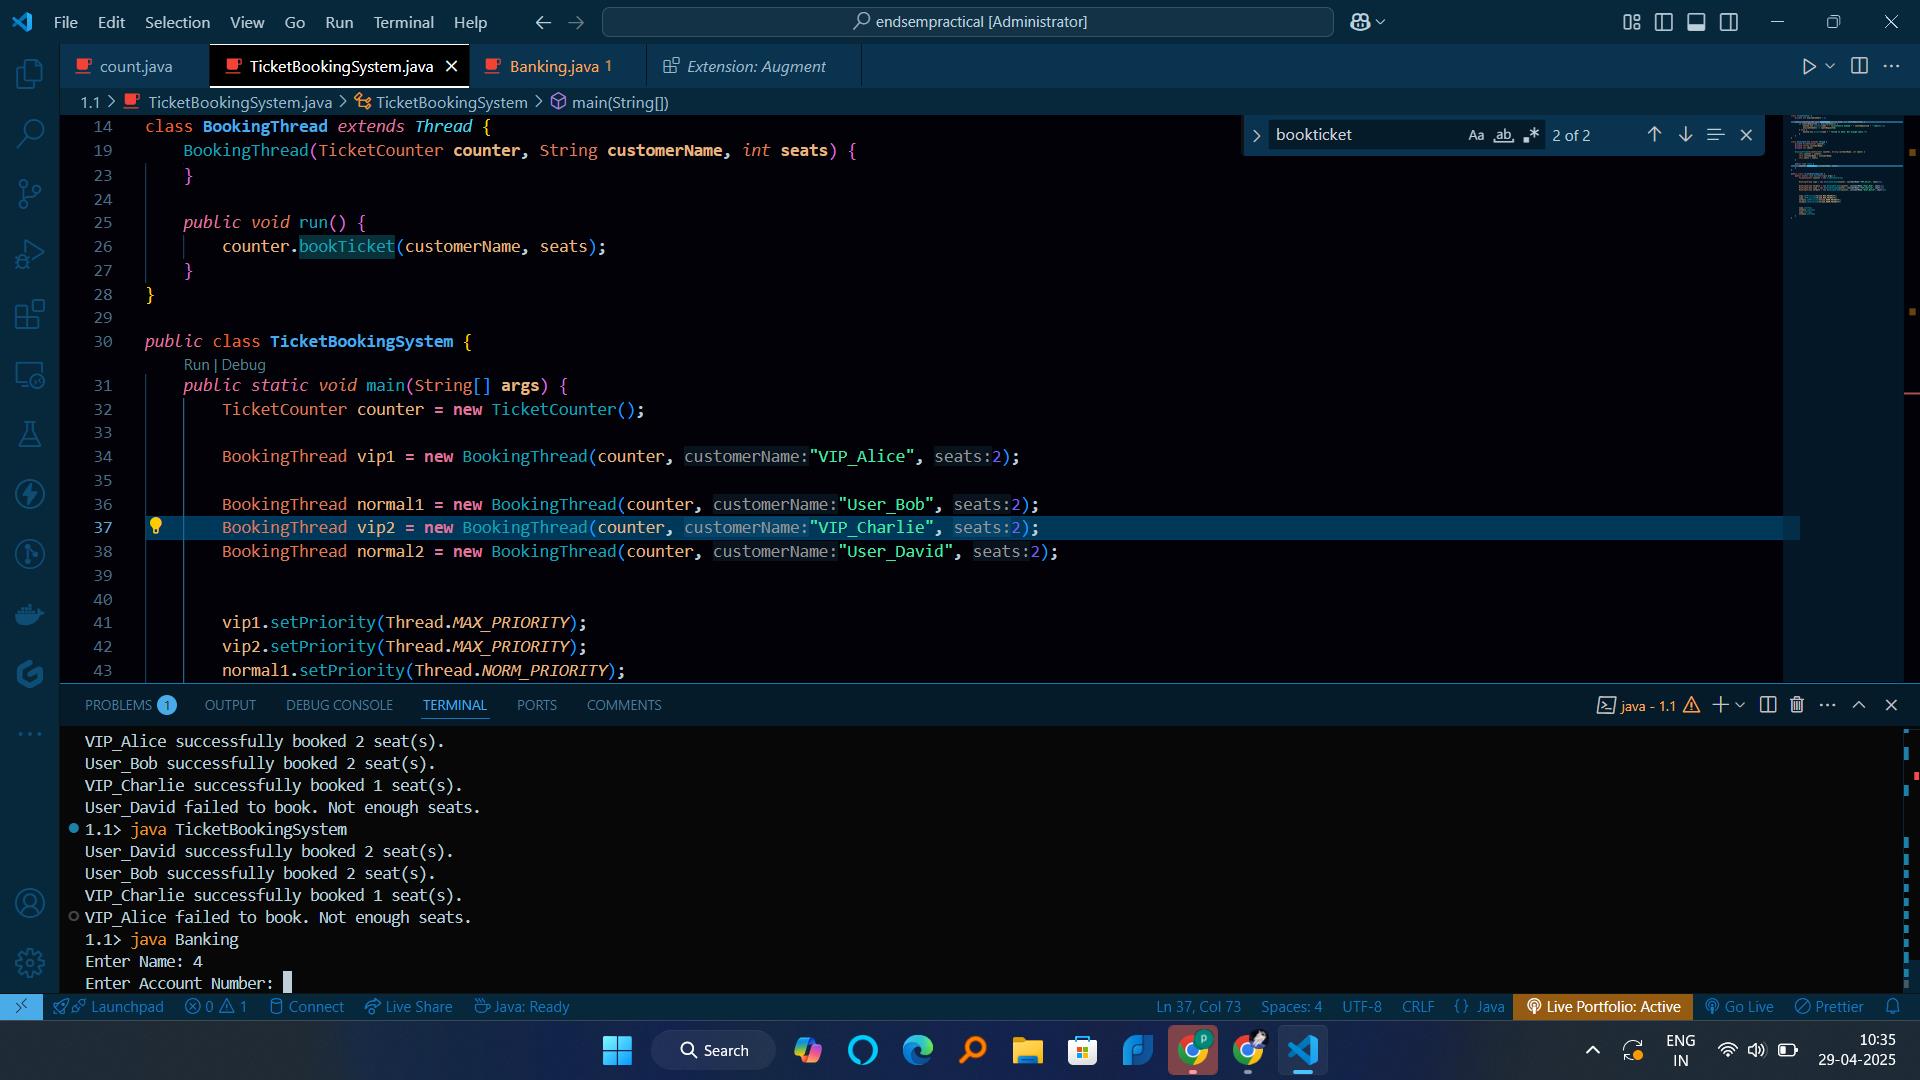 File Edit Selection View Go Run Terminal Help
endsempractical [Administrator]
count.java
TicketBookingSystem.java
Banking.java 1
Extension: Augment
1.1 > TicketBookingSystem.java > TicketBookingSystem > main(String[])
bookticket
Aa ab 2 of 2
14 class BookingThread extends Thread {
19 BookingThread(TicketCounter counter, String customerName, int seats) {
23 }
24
25 public void run() {
26 counter.bookTicket(customerName, seats);
27 }
28 }
29
30 public class TicketBookingSystem {
Run | Debug
31 public static void main(String[] args) {
32 TicketCounter counter = new TicketCounter();
33
34 BookingThread vip1 = new BookingThread(counter, customerName:"VIP_Alice", seats:2);
35
36 BookingThread normal1 = new BookingThread(counter, customerName:"User_Bob", seats:2);
37 BookingThread vip2 = new BookingThread(counter, customerName:"VIP_Charlie", seats:2);
38 BookingThread normal2 = new BookingThread(counter, customerName:"User_David", seats:2);
39
40
41 vip1.setPriority(Thread.MAX_PRIORITY);
42 vip2.setPriority(Thread.MAX_PRIORITY);
43 normal1.setPriority(Thread.NORM_PRIORITY);
PROBLEMS 1 OUTPUT DEBUG CONSOLE TERMINAL PORTS COMMENTS
java - 1.1
VIP_Alice successfully booked 2 seat(s).
User_Bob successfully booked 2 seat(s).
VIP_Charlie successfully booked 1 seat(s).
User_David failed to book. Not enough seats.
1.1> java TicketBookingSystem
User_David successfully booked 2 seat(s).
User_Bob successfully booked 2 seat(s).
VIP_Charlie successfully booked 1 seat(s).
VIP_Alice failed to book. Not enough seats.
1.1> java Banking
Enter Name: 4
Enter Account Number:
Launchpad 0 1 Connect Live Share Java: Ready
Ln 37, Col 73 Spaces: 4 UTF-8 CRLF {} Java Live Portfolio: Active Go Live Prettier
Search
ENG
IN
10:35
29-04-2025